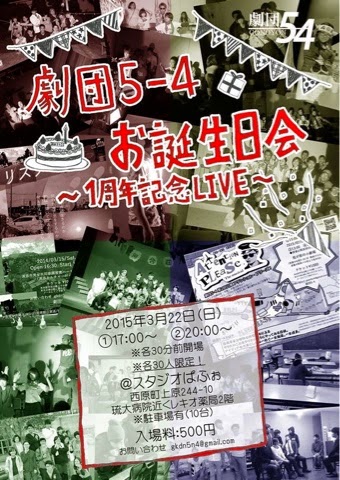 劇団54
劇団5-4
お誕生日会
～1周年記念LIVE～
Attention
PLEASE
2015年3月22日(日)
①17:00～ ②20:00～
※各30分前開場
※各30人限定！
@スタジオばふぉ
西原町上原244-10
琉大病院近くレキオ薬局2階
※駐車場有(10台)
入場料:500円
お問い合わせ gkdn5n4@gmail.com